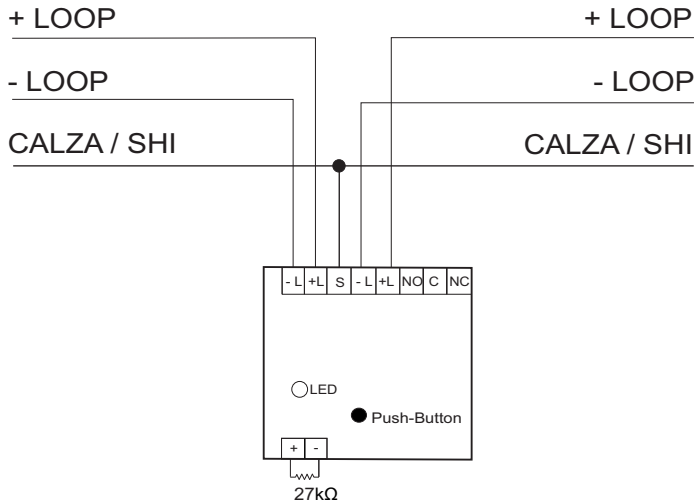 + LOOP + LOOP
- LOOP - LOOP
CALZA / SHI CALZA / SHI
- L +L S - L +L NO C NC
LED
Push-Button
+ -
27kΩ